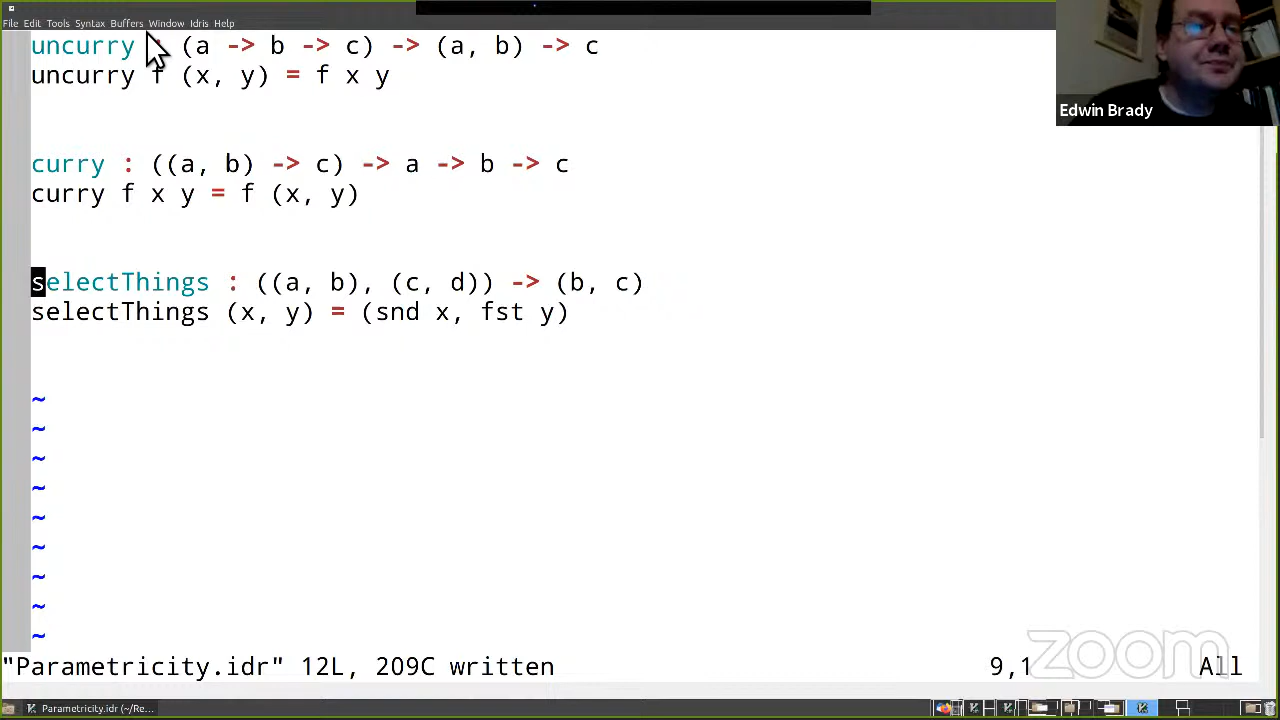 File Edit Tools Syntax Buffers Window Idris Help
uncurry : (a -> b -> c) -> (a, b) -> c
uncurry f (x, y) = f x y
Edwin Brady
curry : ((a, b) -> c) -> a -> b -> c
curry f x y = f (x, y)
selectThings : ((a, b), (c, d)) -> (b, c)
selectThings (x, y) = (snd x, fst y)
~
~
~
~
~
~
~
~
~
zoom
"Parametricity.idr" 12L, 209C written 9,1 All
Parametricity.idr (~/Re...